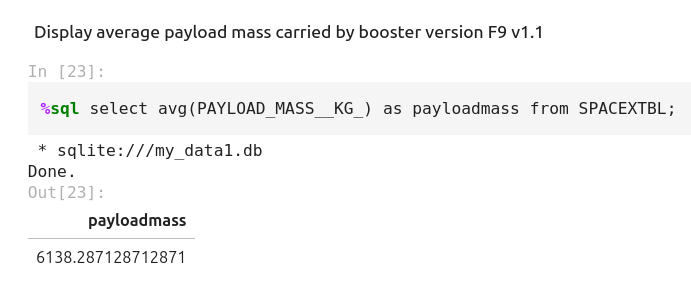 Display average payload mass carried by booster version F9 v1.1
In [23]:
%sql select avg(PAYLOAD_MASS__KG_) as payloadmass from SPACEXTBL;
* sqlite:///my_data1.db
Done.
Out[23]:
payloadmass
6138.287128712871